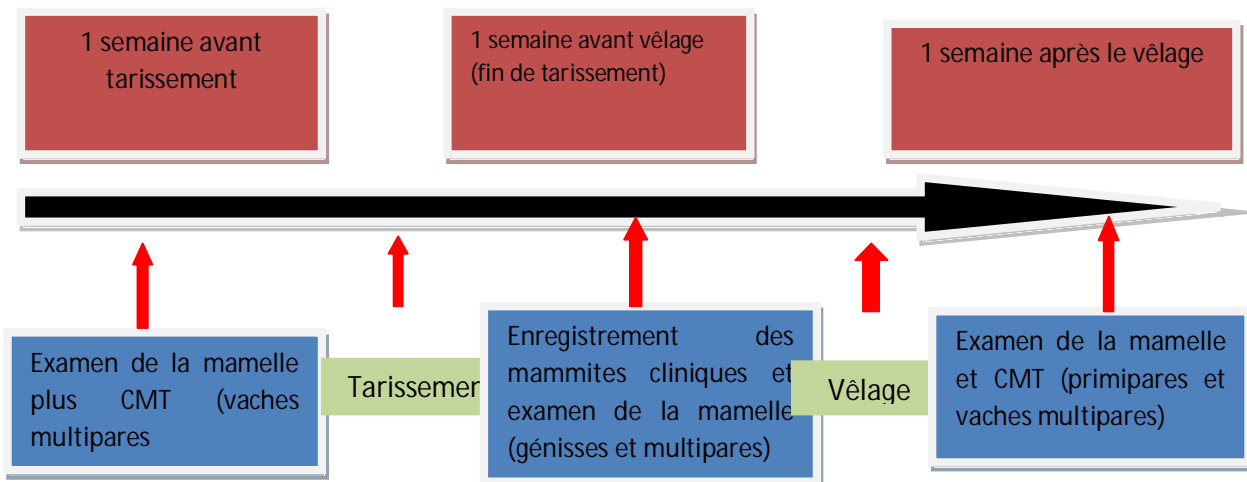 1 semaine avant
tarissement
1 semaine avant vêlage
(fin de tarissement)
1 semaine après le vêlage
Examen de la mamelle
plus CMT (vaches
multipares
Tarissemen
Enregistrement des
mammites cliniques et
examen de la mamelle
(génisses et multipares)
Vêlage
Examen de la mamelle
et CMT (primipares et
vaches multipares)